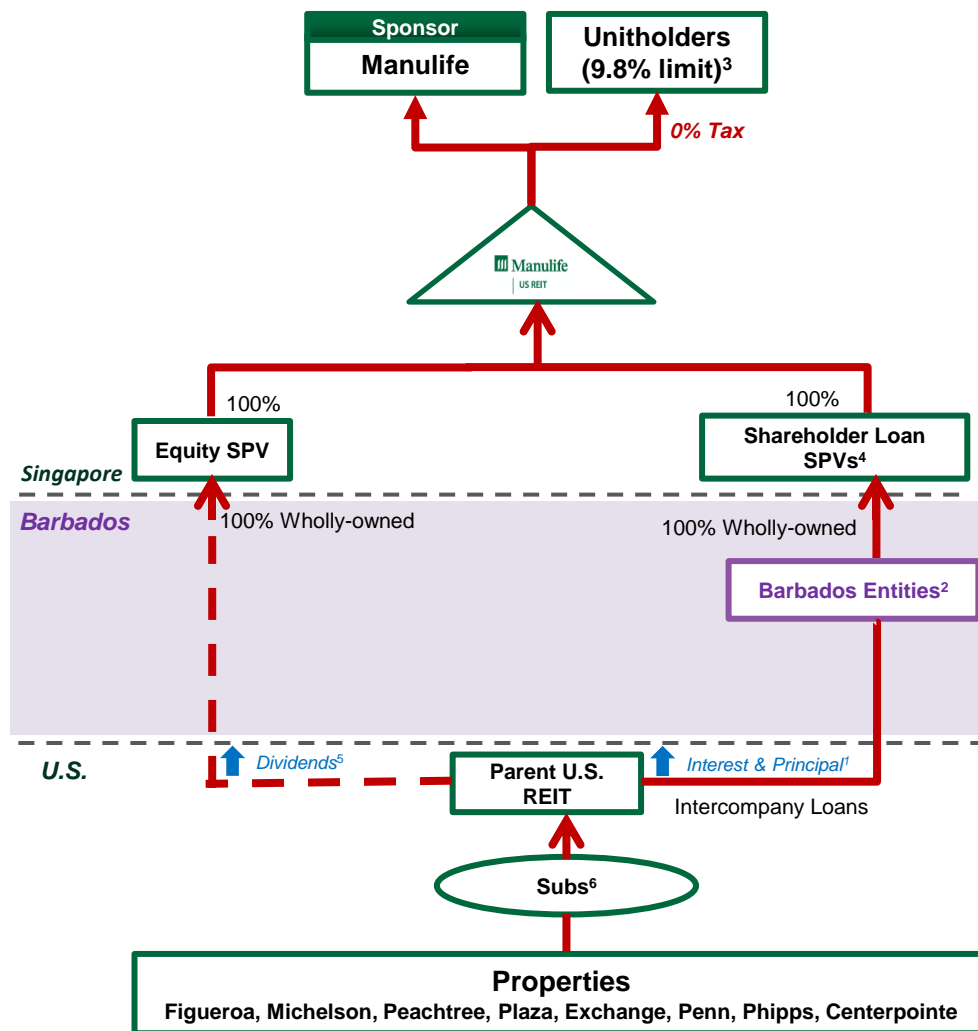 Sponsor
Manulife
Unitholders
(9.8% limit)³
0% Tax
Manulife
US REIT
100%
100%
Equity SPV
Shareholder Loan
SPVs⁴
Singapore
Barbados
100% Wholly-owned
100% Wholly-owned
Barbados Entities²
U.S.
Dividends⁵
Parent U.S.
REIT
Interest & Principal¹
Intercompany Loans
Subs⁶
Properties
Figueroa, Michelson, Peachtree, Plaza, Exchange, Penn, Phipps, Centerpointe